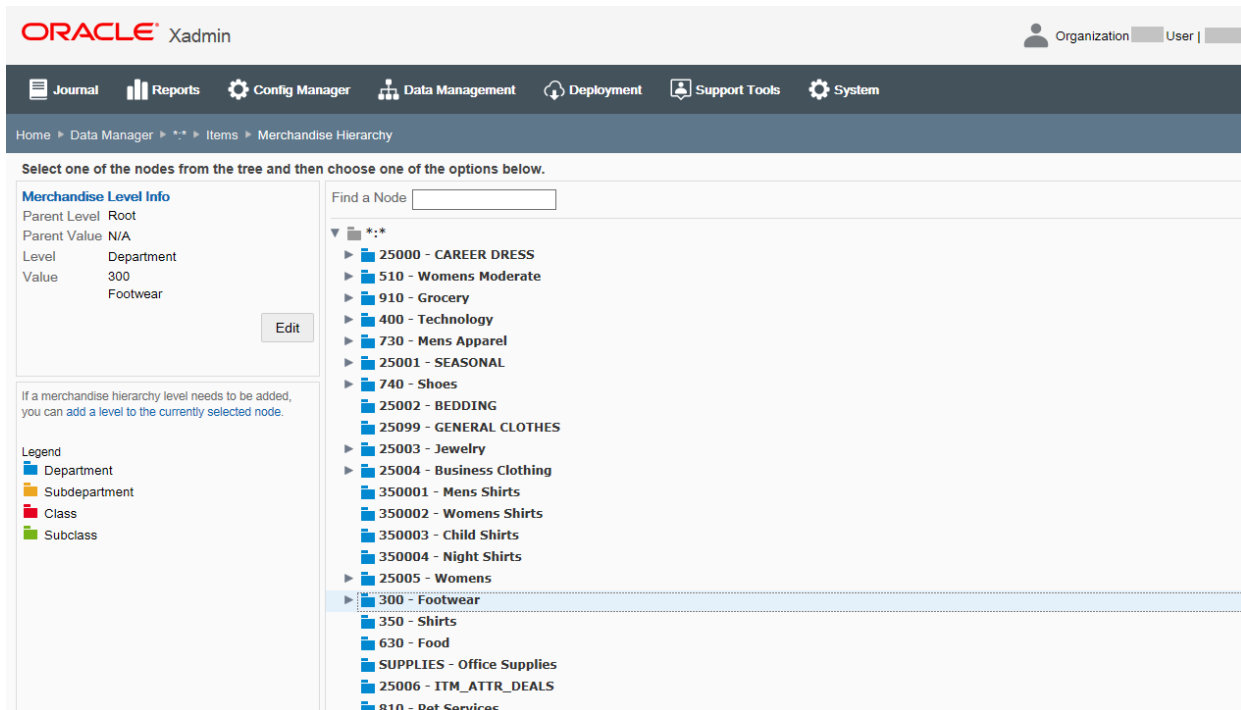 ORACLE Xadmin
Organization User |
Journal Reports Config Manager Data Management Deployment Support Tools System
Home ▸ Data Manager ▸ *:* ▸ Items ▸ Merchandise Hierarchy
Select one of the nodes from the tree and then choose one of the options below.
Merchandise Level Info
Parent Level Root
Parent Value N/A
Level Department
Value 300
Footwear
Edit
If a merchandise hierarchy level needs to be added,
you can add a level to the currently selected node.
Legend
Department
Subdepartment
Class
Subclass
Find a Node
*:*
25000 - CAREER DRESS
510 - Womens Moderate
910 - Grocery
400 - Technology
730 - Mens Apparel
25001 - SEASONAL
740 - Shoes
25002 - BEDDING
25099 - GENERAL CLOTHES
25003 - Jewelry
25004 - Business Clothing
350001 - Mens Shirts
350002 - Womens Shirts
350003 - Child Shirts
350004 - Night Shirts
25005 - Womens
300 - Footwear
350 - Shirts
630 - Food
SUPPLIES - Office Supplies
25006 - ITM_ATTR_DEALS
810 - Pet Services